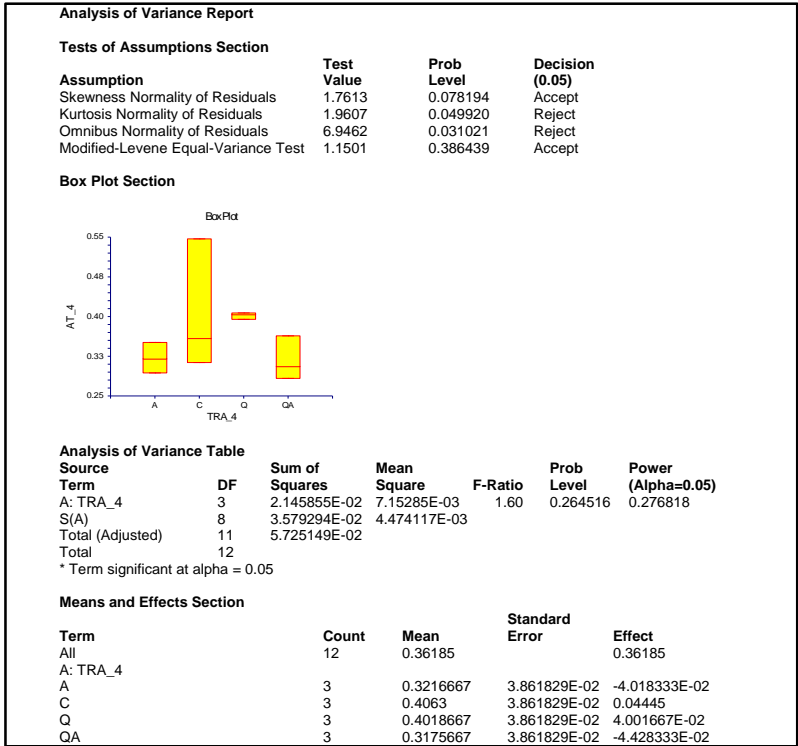 Analysis of Variance Report
Tests of Assumptions Section
Test Prob Decision
Assumption Value Level (0.05)
Skewness Normality of Residuals 1.7613 0.078194 Accept
Kurtosis Normality of Residuals 1.9607 0.049920 Reject
Omnibus Normality of Residuals 6.9462 0.031021 Reject
Modified-Levene Equal-Variance Test 1.1501 0.386439 Accept
Box Plot Section
Box Plot
0.55
0.48
0.40
0.33
0.25
AT_4
A C Q QA
TRA_4
Analysis of Variance Table
Source Sum of Mean Prob Power
Term DF Squares Square F-Ratio Level (Alpha=0.05)
A: TRA_4 3 2.145855E-02 7.15285E-03 1.60 0.264516 0.276818
S(A) 8 3.579294E-02 4.474117E-03
Total (Adjusted) 11 5.725149E-02
Total 12
* Term significant at alpha = 0.05
Means and Effects Section
Standard
Term Count Mean Error Effect
All 12 0.36185 0.36185
A: TRA_4
A 3 0.3216667 3.861829E-02 -4.018333E-02
C 3 0.4063 3.861829E-02 0.04445
Q 3 0.4018667 3.861829E-02 4.001667E-02
QA 3 0.3175667 3.861829E-02 -4.428333E-02